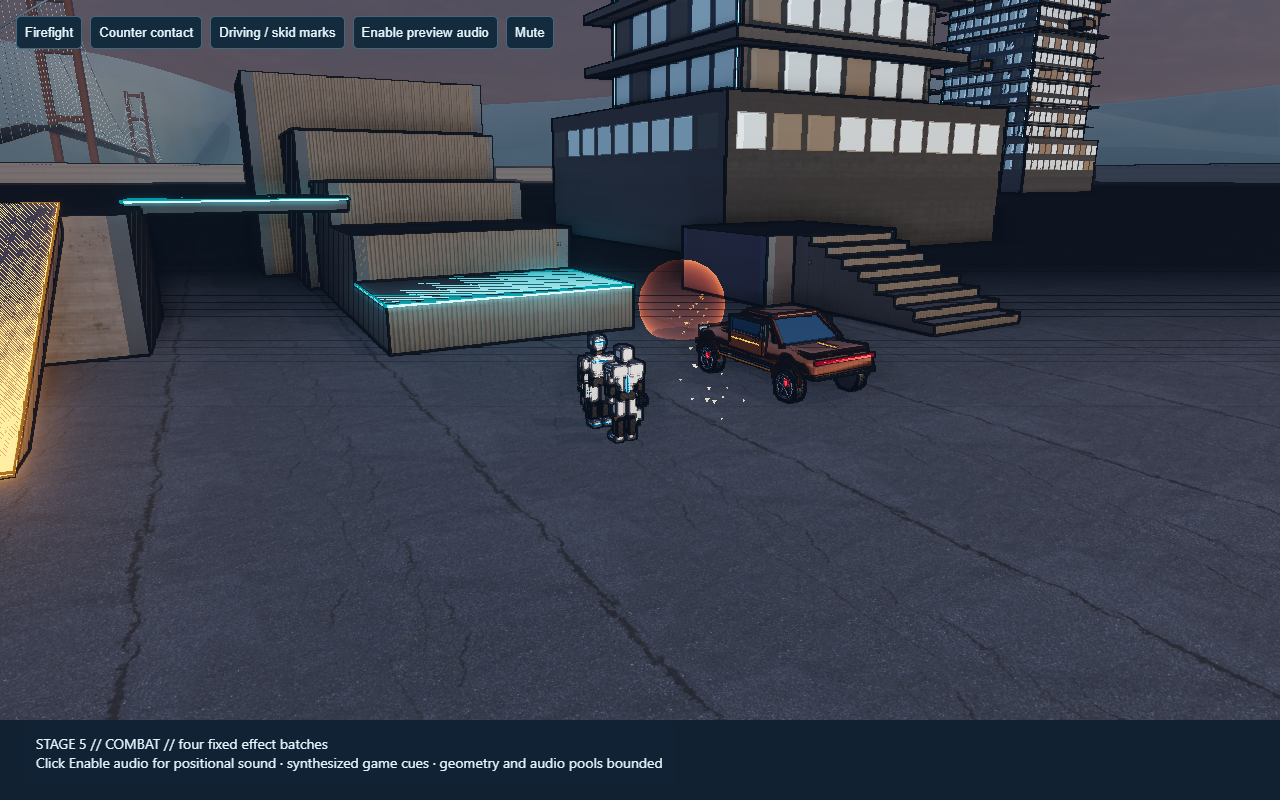 Firefight
Counter contact
Driving / skid marks
Enable preview audio
Mute
STAGE 5 // COMBAT // four fixed effect batches
Click Enable audio for positional sound · synthesized game cues · geometry and audio pools bounded